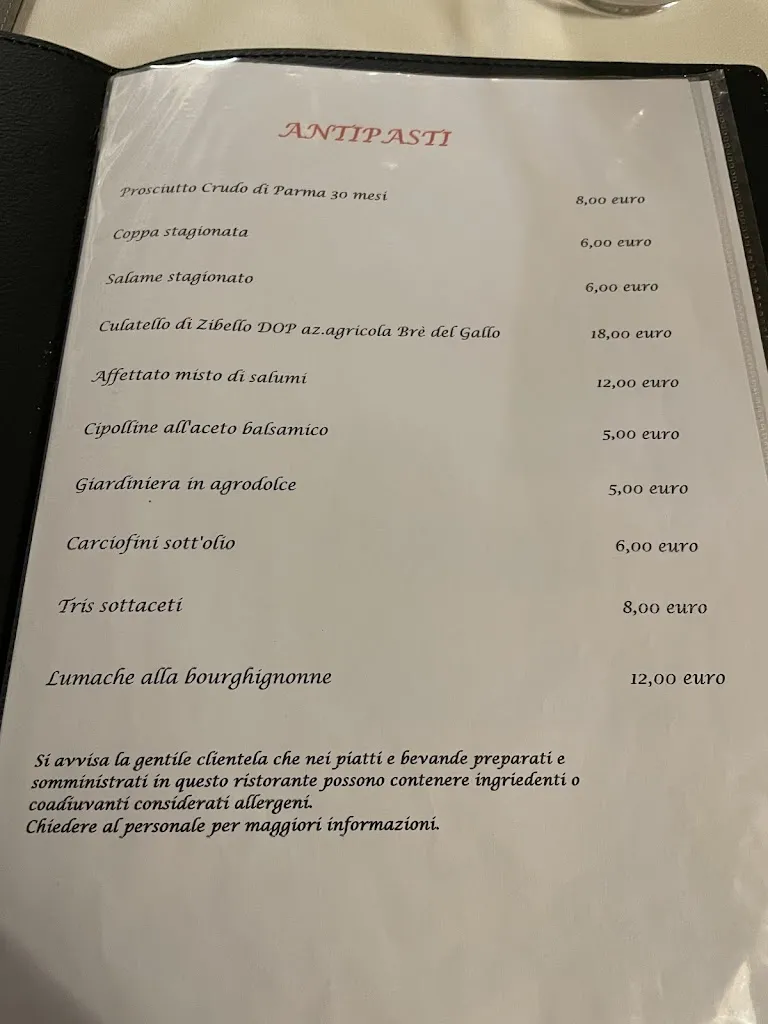 ANTIPASTI
Prosciutto Crudo di Parma 30 mesi 8,00 euro
Coppa stagionata 6,00 euro
Salame stagionato 6,00 euro
Culatello di Zibello DOP az.agricola Brè del Gallo 18,00 euro
Affettato misto di salumi 12,00 euro
Cipolline all'aceto balsamico 5,00 euro
Giardiniera in agrodolce 5,00 euro
Carciofini sott'olio 6,00 euro
Tris sottaceti 8,00 euro
Lumache alla bourghignonne 12,00 euro
Si avvisa la gentile clientela che nei piatti e bevande preparati e
somministrati in questo ristorante possono contenere ingriedenti o
coadiuvanti considerati allergeni.
Chiedere al personale per maggiori informazioni.